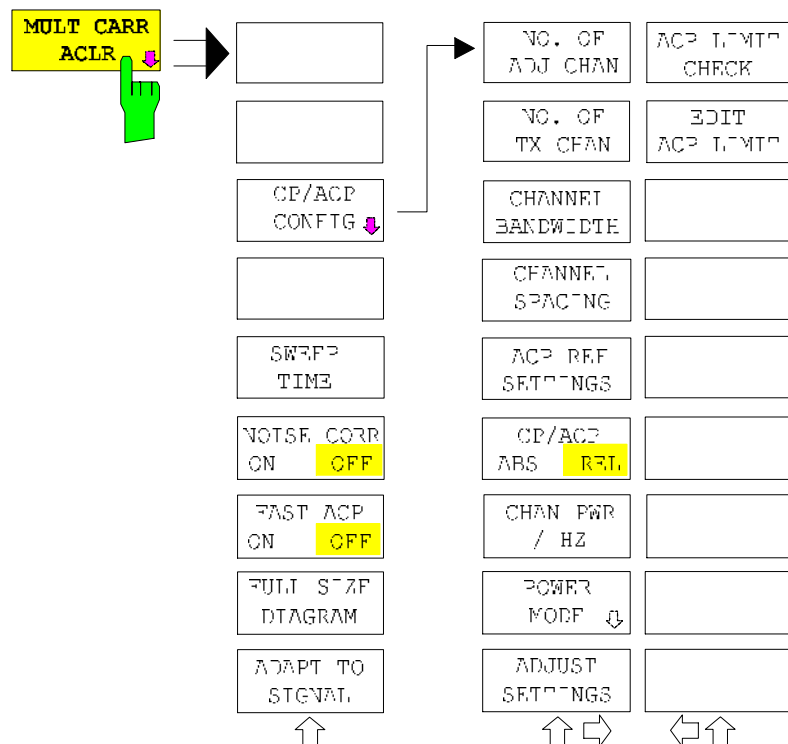 MULT CARR
ACLR
CP/ACP
CONFIG
SWEEP
TIME
NOISE CORR
ON OFF
FAST ACP
ON OFF
FULL SIZE
DIAGRAM
ADAPT TO
SIGNAL
NO. OF
ADJ CHAN
NO. OF
TX CHAN
CHANNEL
BANDWIDTH
CHANNEL
SPACING
ACP REF
SETTINGS
CP/ACP
ABS REL
CHAN PWR
/ HZ
POWER
MODE
ADJUST
SETTINGS
ACP LIMIT
CHECK
EDIT
ACP LIMIT